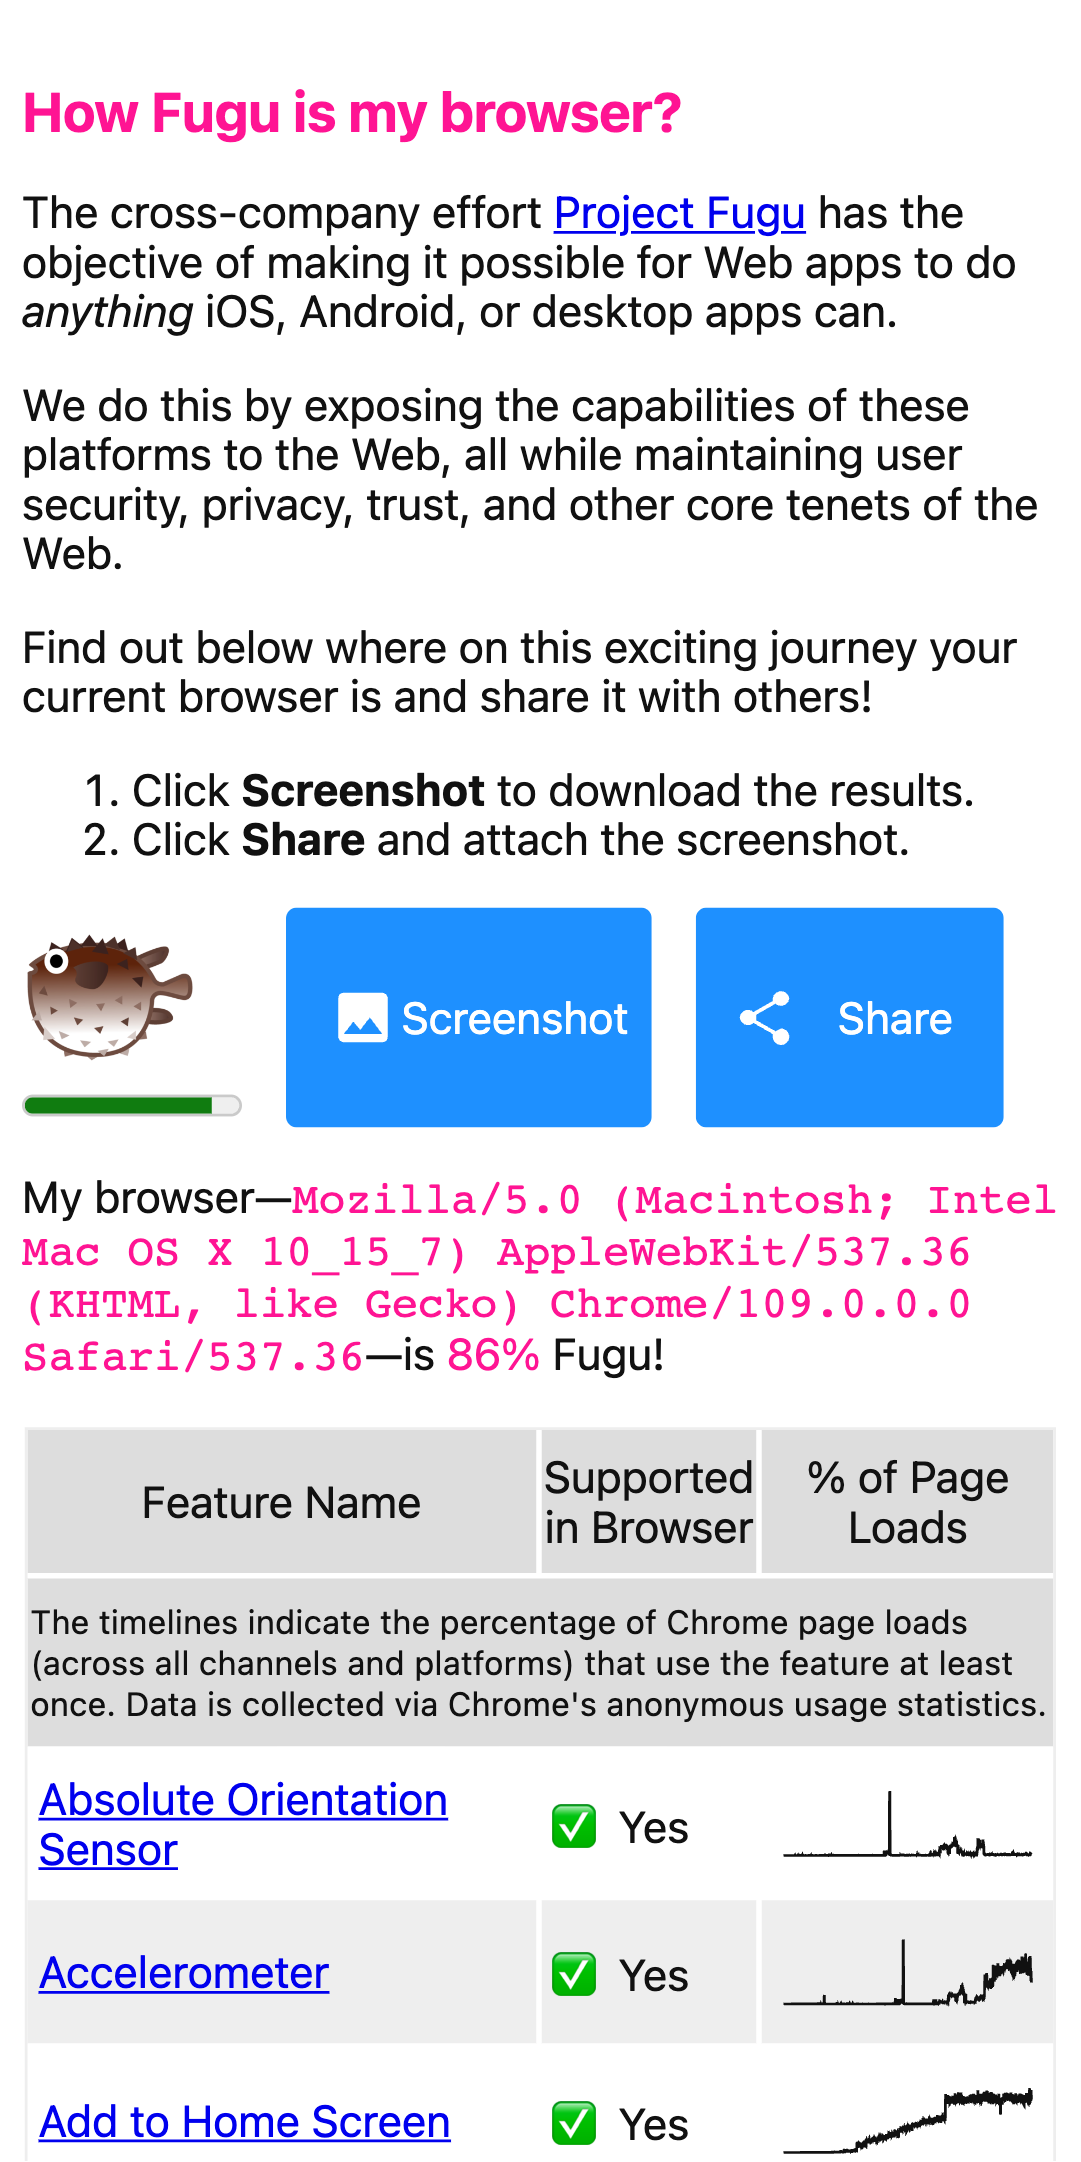 How Fugu is my browser?
The cross-company effort Project Fugu has the
objective of making it possible for Web apps to do
anything iOS, Android, or desktop apps can.
We do this by exposing the capabilities of these
platforms to the Web, all while maintaining user
security, privacy, trust, and other core tenets of the
Web.
Find out below where on this exciting journey your
current browser is and share it with others!
1. Click Screenshot to download the results.
2. Click Share and attach the screenshot.
Screenshot
Share
My browser—Mozilla/5.0 (Macintosh; Intel
Mac OS X 10_15_7) AppleWebKit/537.36
(KHTML, like Gecko) Chrome/109.0.0.0
Safari/537.36—is 86% Fugu!
Feature Name
Supported
in Browser
% of Page
Loads
The timelines indicate the percentage of Chrome page loads
(across all channels and platforms) that use the feature at least
once. Data is collected via Chrome's anonymous usage statistics.
Absolute Orientation
Sensor
Yes
Accelerometer
Yes
Add to Home Screen
Yes